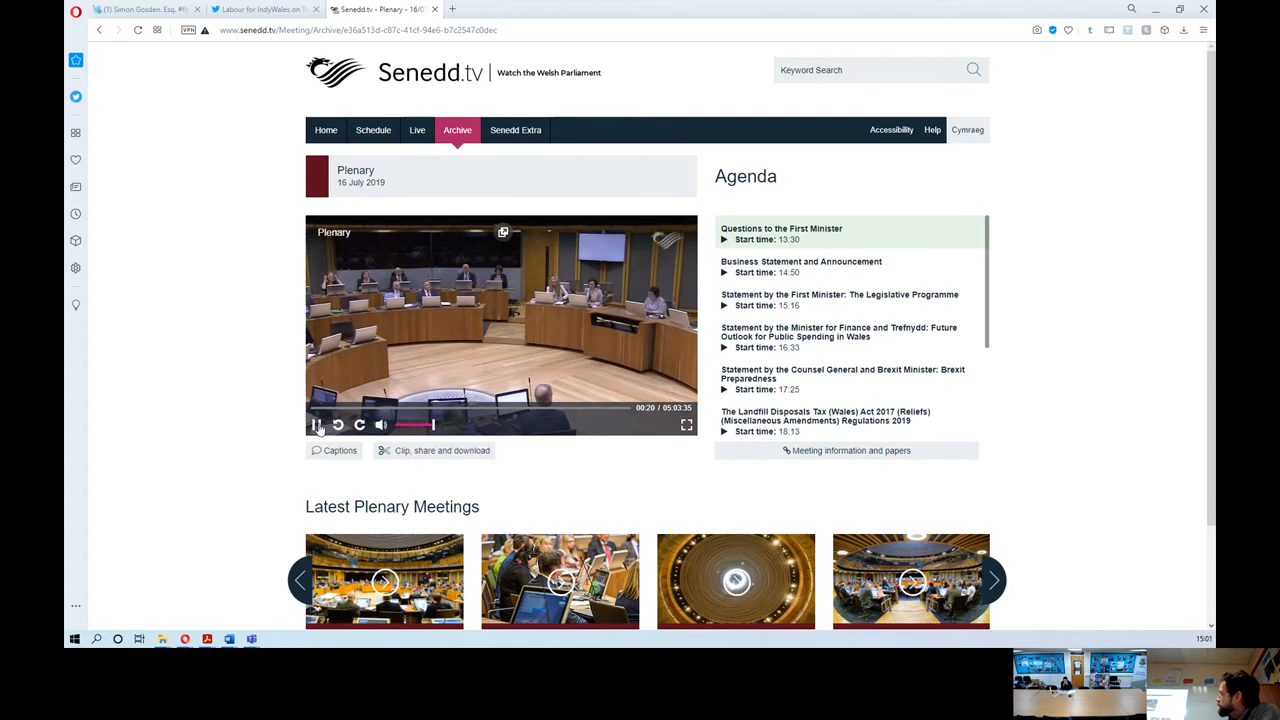 (1) Simon Gosden. Esq. #fb
Labour for IndyWales on Tw
Senedd.tv - Plenary - 16/0
VPN
www.senedd.tv/Meeting/Archive/e36a513d-c87c-41cf-94e6-b7c2547c0dec
Senedd.tv
Watch the Welsh Parliament
Keyword Search
Home
Schedule
Live
Archive
Senedd Extra
Accessibility
Help
Cymraeg
Plenary
16 July 2019
Plenary
00:20 / 05:03:35
Captions
Clip, share and download
Agenda
Questions to the First Minister
Start time: 13:30
Business Statement and Announcement
Start time: 14:50
Statement by the First Minister: The Legislative Programme
Start time: 15:16
Statement by the Minister for Finance and Trefnydd: Future
Outlook for Public Spending in Wales
Start time: 16:33
Statement by the Counsel General and Brexit Minister: Brexit
Preparedness
Start time: 17:25
The Landfill Disposals Tax (Wales) Act 2017 (Reliefs)
(Miscellaneous Amendments) Regulations 2019
Start time: 18:13
Meeting information and papers
Latest Plenary Meetings
15:01